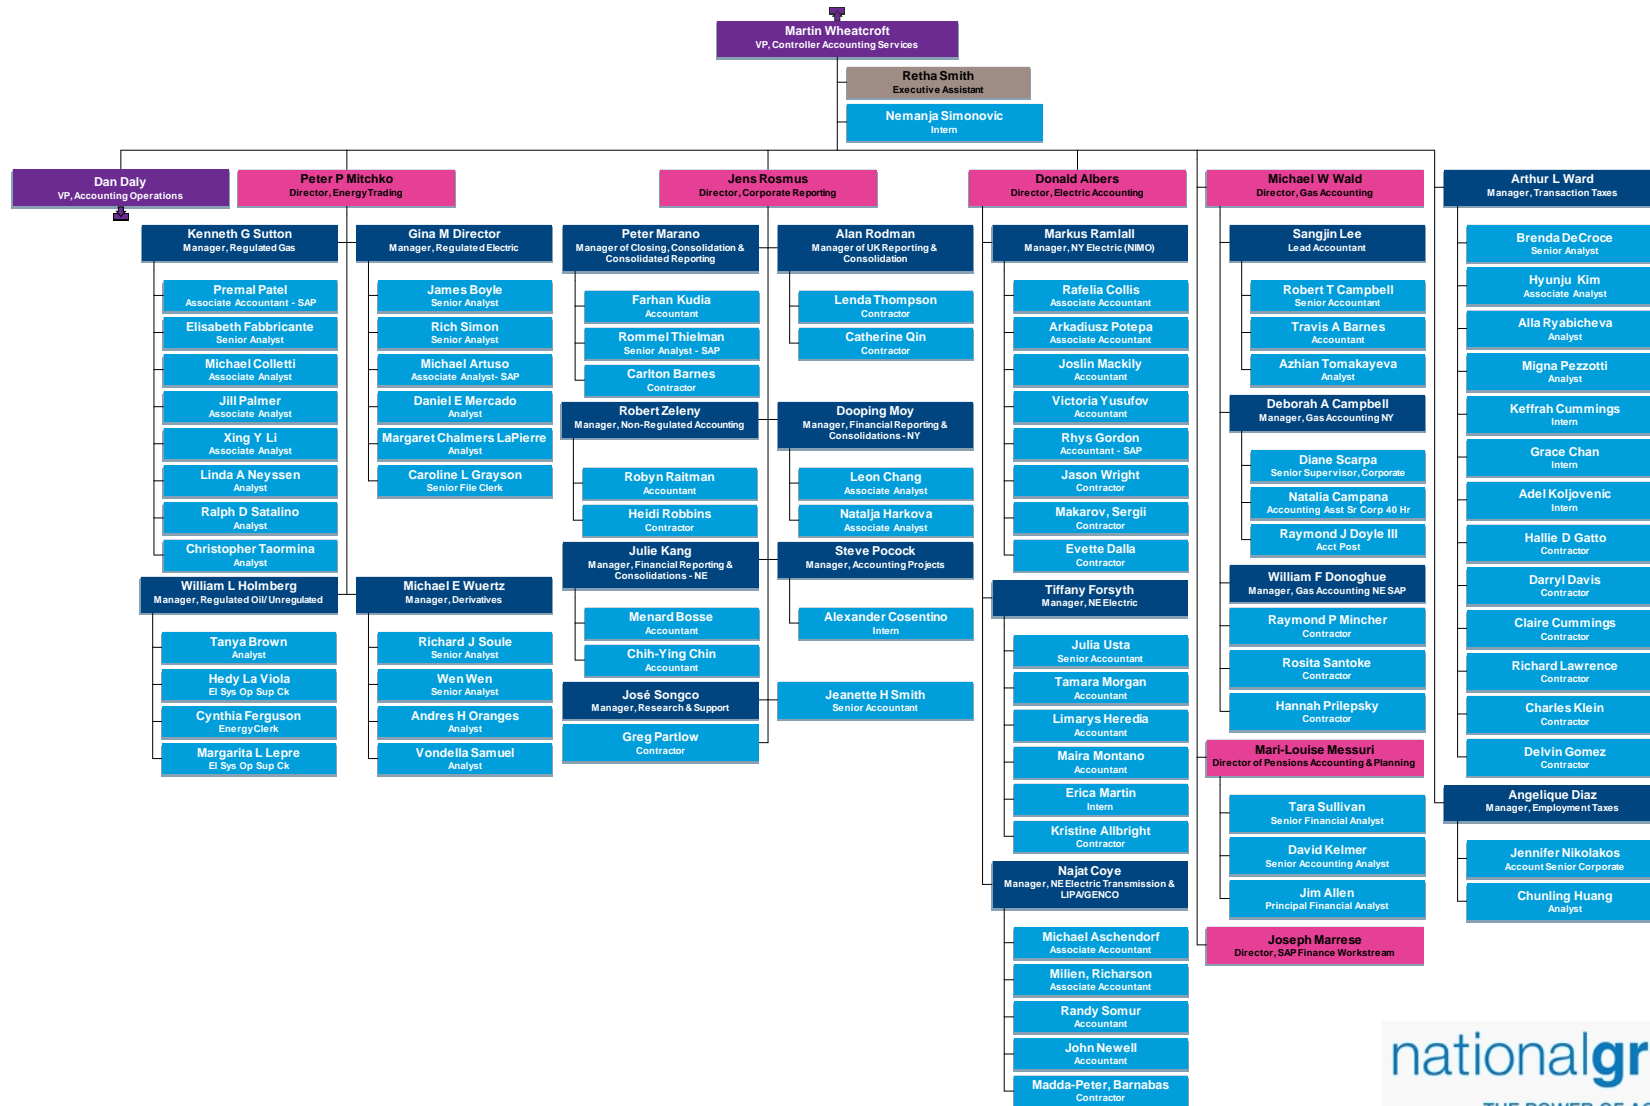 Martin Wheatcroft
VP, Controller Accounting Services
Retha Smith
Executive Assistant
Nemanja Simonovic
Intern
Dan Daly
VP, Accounting Operations
Peter P Mitchko
Director, Energy Trading
Kenneth G Sutton
Manager, Regulated Gas
Premal Patel
Associate Accountant - SAP
Elisabeth Fabbricante
Senior Analyst
Michael Colletti
Associate Analyst
Jill Palmer
Associate Analyst
Xing Y Li
Associate Analyst
Linda A Neyssen
Analyst
Ralph D Satalino
Analyst
Christopher Taormina
Analyst
Gina M Director
Manager, Regulated Electric
James Boyle
Senior Analyst
Rich Simon
Senior Analyst
Michael Artuso
Associate Analyst- SAP
Daniel E Mercado
Analyst
Margaret Chalmers LaPierre
Analyst
Caroline L Grayson
Senior File Clerk
William L Holmberg
Manager, Regulated Oil/ Unregulated
Tanya Brown
Analyst
Hedy La Viola
El Sys Op Sup Ck
Cynthia Ferguson
Energy Clerk
Margarita L Lepre
El Sys Op Sup Ck
Michael E Wuertz
Manager, Derivatives
Richard J Soule
Senior Analyst
Wen Wen
Senior Analyst
Andres H Oranges
Analyst
Vondella Samuel
Analyst
Jens Rosmus
Director, Corporate Reporting
Peter Marano
Manager of Closing, Consolidation &
Consolidated Reporting
Farhan Kudia
Accountant
Rommel Thielman
Senior Analyst - SAP
Carlton Barnes
Contractor
Alan Rodman
Manager of UK Reporting &
Consolidation
Lenda Thompson
Contractor
Catherine Qin
Contractor
Robert Zeleny
Manager, Non-Regulated Accounting
Robyn Raitman
Accountant
Heidi Robbins
Contractor
Dooping Moy
Manager, Financial Reporting &
Consolidations - NY
Leon Chang
Associate Analyst
Natalja Harkova
Associate Analyst
Julie Kang
Manager, Financial Reporting &
Consolidations - NE
Menard Bosse
Accountant
Chih-Ying Chin
Accountant
Steve Pocock
Manager, Accounting Projects
Alexander Cosentino
Intern
José Songco
Manager, Research & Support
Jeanette H Smith
Senior Accountant
Greg Partlow
Contractor
Donald Albers
Director, Electric Accounting
Markus Ramlall
Manager, NY Electric (NIMO)
Rafelia Collis
Associate Accountant
Arkadiusz Potepa
Associate Accountant
Joslin Mackily
Accountant
Victoria Yusufov
Accountant
Rhys Gordon
Accountant - SAP
Jason Wright
Contractor
Makarov, Sergii
Contractor
Evette Dalla
Contractor
Tiffany Forsyth
Manager, NE Electric
Julia Usta
Senior Accountant
Tamara Morgan
Accountant
Limarys Heredia
Accountant
Maira Montano
Accountant
Erica Martin
Intern
Kristine Allbright
Contractor
Najat Coye
Manager, NE Electric Transmission &
LIPA/GENCO
Michael Aschendorf
Associate Accountant
Milien, Richarson
Associate Accountant
Randy Somur
Accountant
John Newell
Accountant
Madda-Peter, Barnabas
Contractor
Michael W Wald
Director, Gas Accounting
Sangjin Lee
Lead Accountant
Robert T Campbell
Senior Accountant
Travis A Barnes
Accountant
Azhian Tomakayeva
Analyst
Deborah A Campbell
Manager, Gas Accounting NY
Diane Scarpa
Senior Supervisor, Corporate
Natalia Campana
Accounting Asst Sr Corp 40 Hr
Raymond J Doyle III
Acct Post
William F Donoghue
Manager, Gas Accounting NE SAP
Raymond P Mincher
Contractor
Rosita Santoke
Contractor
Hannah Prilepsky
Contractor
Mari-Louise Messuri
Director of Pensions Accounting & Planning
Tara Sullivan
Senior Financial Analyst
David Kelmer
Senior Accounting Analyst
Jim Allen
Principal Financial Analyst
Joseph Marrese
Director, SAP Finance Workstream
Arthur L Ward
Manager, Transaction Taxes
Brenda DeCroce
Senior Analyst
Hyunju Kim
Associate Analyst
Alla Ryabicheva
Analyst
Migna Pezzotti
Analyst
Keffrah Cummings
Intern
Grace Chan
Intern
Adel Koljovenic
Intern
Hallie D Gatto
Contractor
Darryl Davis
Contractor
Claire Cummings
Contractor
Richard Lawrence
Contractor
Charles Klein
Contractor
Delvin Gomez
Contractor
Angelique Diaz
Manager, Employment Taxes
Jennifer Nikolakos
Account Senior Corporate
Chunling Huang
Analyst
nationalgr
THE POWER OF AC